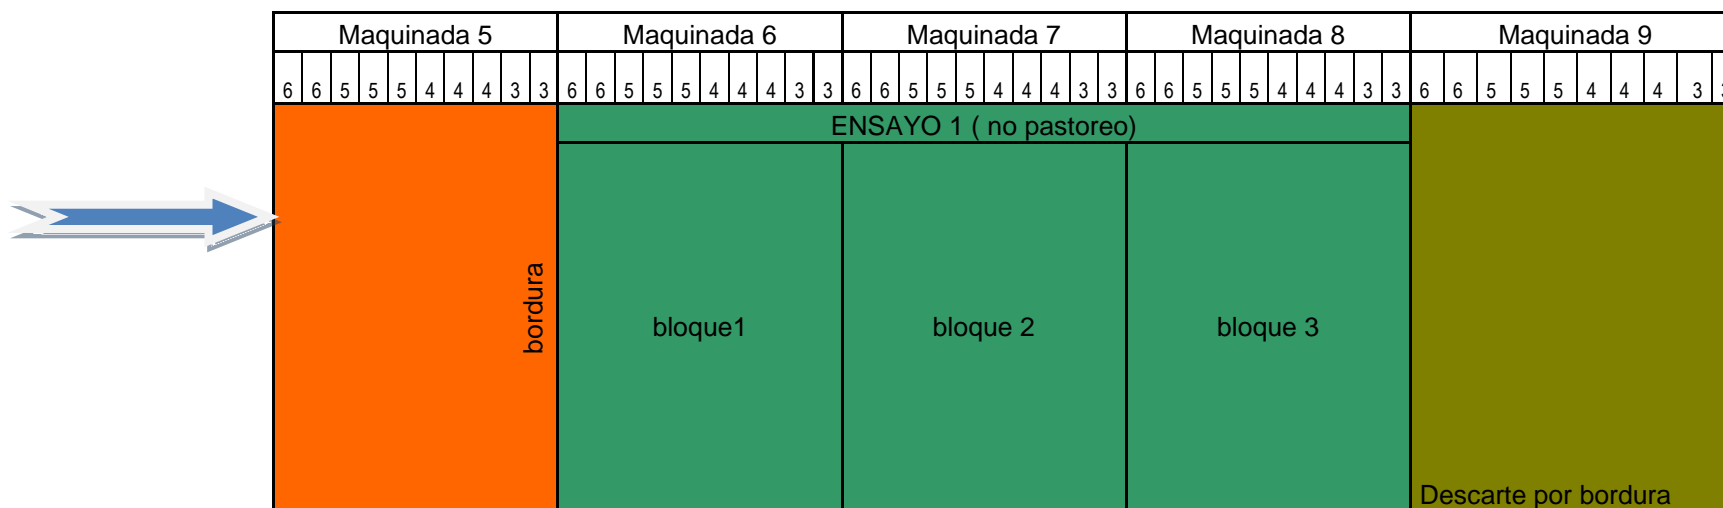 Maquinada 5 Maquinada 6 Maquinada 7 Maquinada 8 Maquinada 9
6 6 5 5 5 4 4 4 3 3 6 6 5 5 5 4 4 4 3 3 6 6 5 5 5 4 4 4 3 3 6 6 5 5 5 4 4 4 3 3 6 6 5 5 5 4 4 4 3
ENSAYO 1 ( no pastoreo)
bordura
bloque1 bloque 2 bloque 3
Descarte por bordura